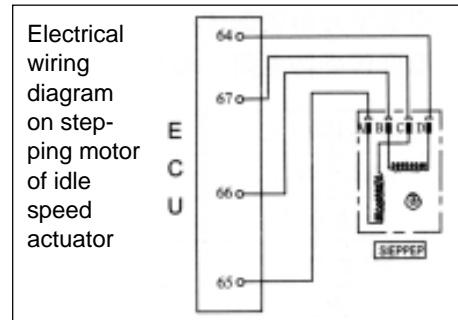 Electrical
wiring
diagram
on step-
ping motor
of idle
speed
actuator
E
C
U
64
67
66
65
A B C D
SIEPPEP